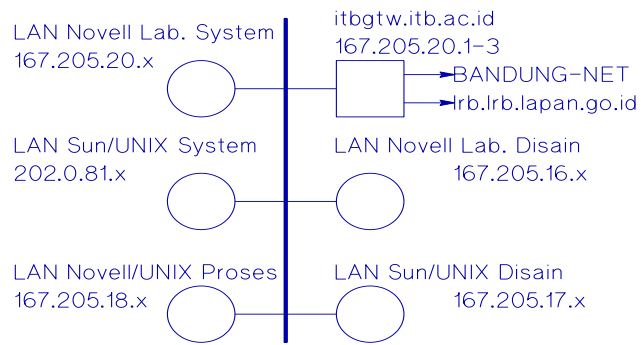 LAN Novell Lab. System
167.205.20.x
itbgtw.itb.ac.id
167.205.20.1-3
BANDUNG-NET
lrb.lrb.lapan.go.id
LAN Sun/UNIX System
202.0.81.x
LAN Novell Lab. Disain
167.205.16.x
LAN Novell/UNIX Proses
167.205.18.x
LAN Sun/UNIX Disain
167.205.17.x